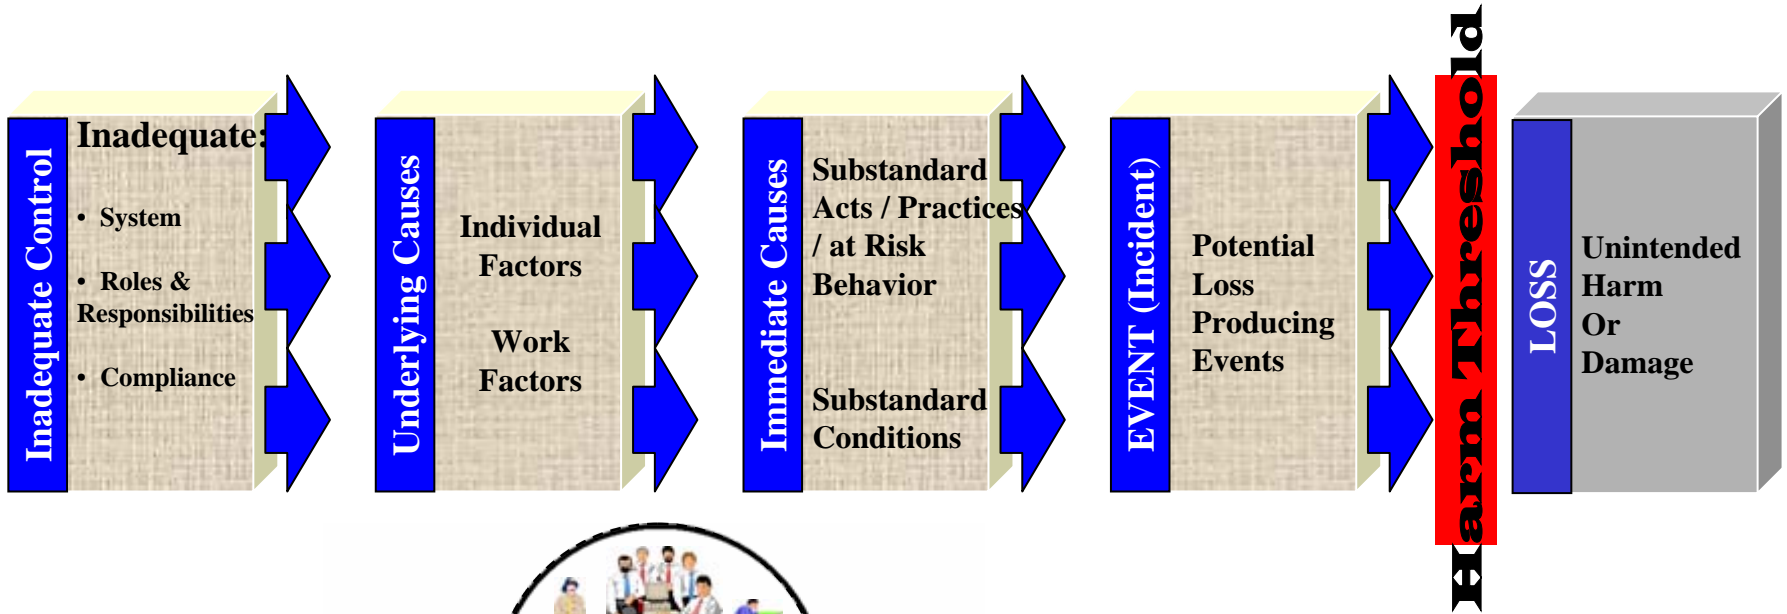 Inadequate Control
Inadequate:
• System
• Roles &
Responsibilities
• Compliance
Underlying Causes
Individual
Factors
Work
Factors
Immediate Causes
Substandard
Acts / Practices
/ at Risk
Behavior
Substandard
Conditions
EVENT (Incident)
Potential
Loss
Producing
Events
Harm Threshold
LOSS
Unintended
Harm
Or
Damage